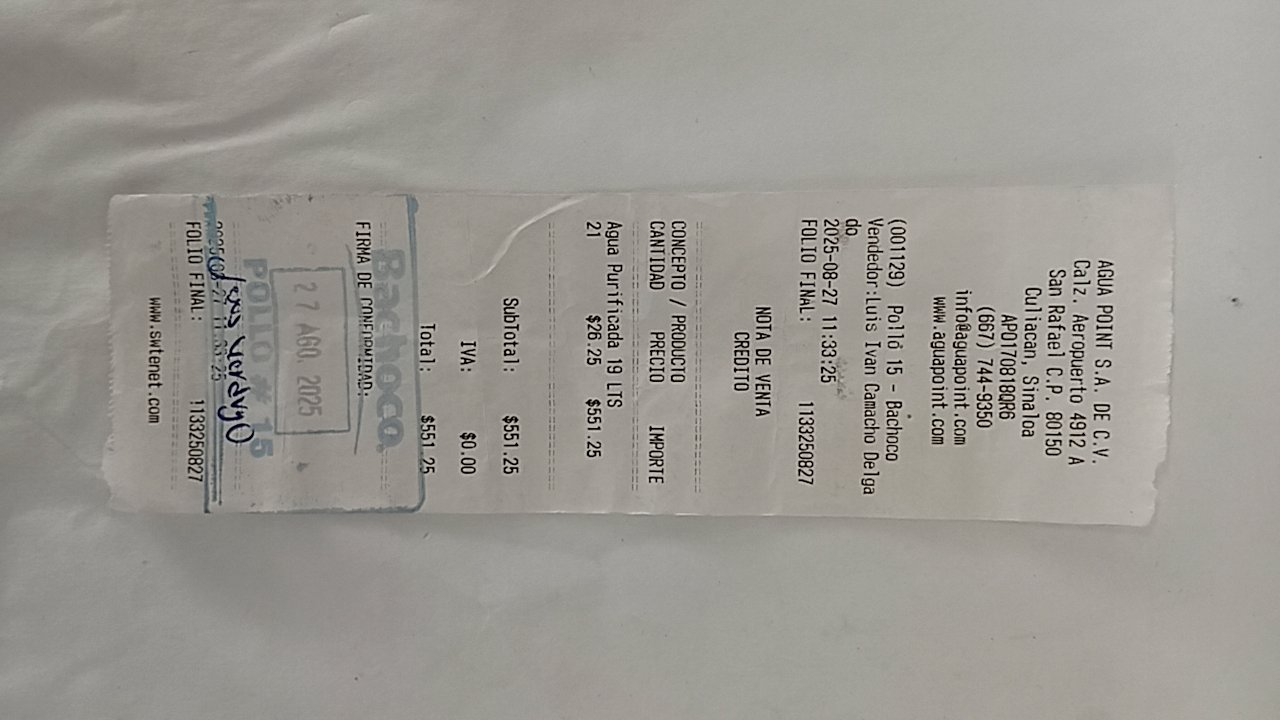 AGUA POINT S.A. DE C.V.
Calz. Aeropuerto 4912 A
San Rafael C.P. 80150
Culiacan, Sinaloa
APO170818QR6
(667) 744-9350
info@aguapoint.com
www.aguapoint.com
(001129) Pollo 15 - Bachoco
Vendedor:Luis Ivan Camacho Delga
do
2025-08-27 11:33:25
FOLIO FINAL: 1133250827
NOTA DE VENTA
CREDITO
CONCEPTO / PRODUCTO
CANTIDAD PRECIO IMPORTE
Agua Purificada 19 LTS
21 $26.25 $551.25
SubTotal: $551.25
IVA: $0.00
Total: $551.25
Bachoco.
FIRMA DE CONFORMIDAD:
27 AGO. 2025
POLLO # 15
Verdugo
FOLIO FINAL: 1133250827
www.swtenet.com